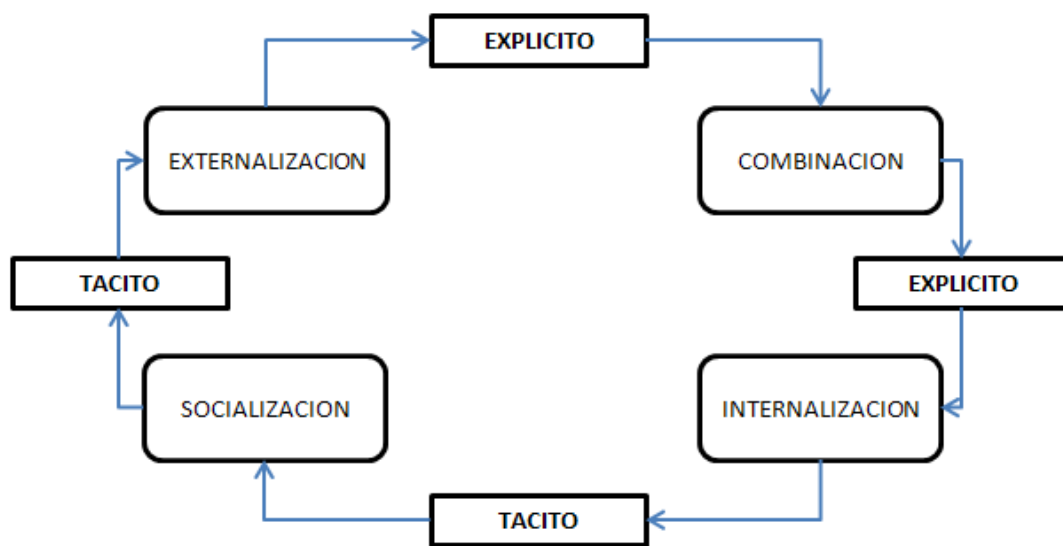 EXPLICITO
EXTERNALIZACION
COMBINACION
TACITO
EXPLICITO
SOCIALIZACION
INTERNALIZACION
TACITO